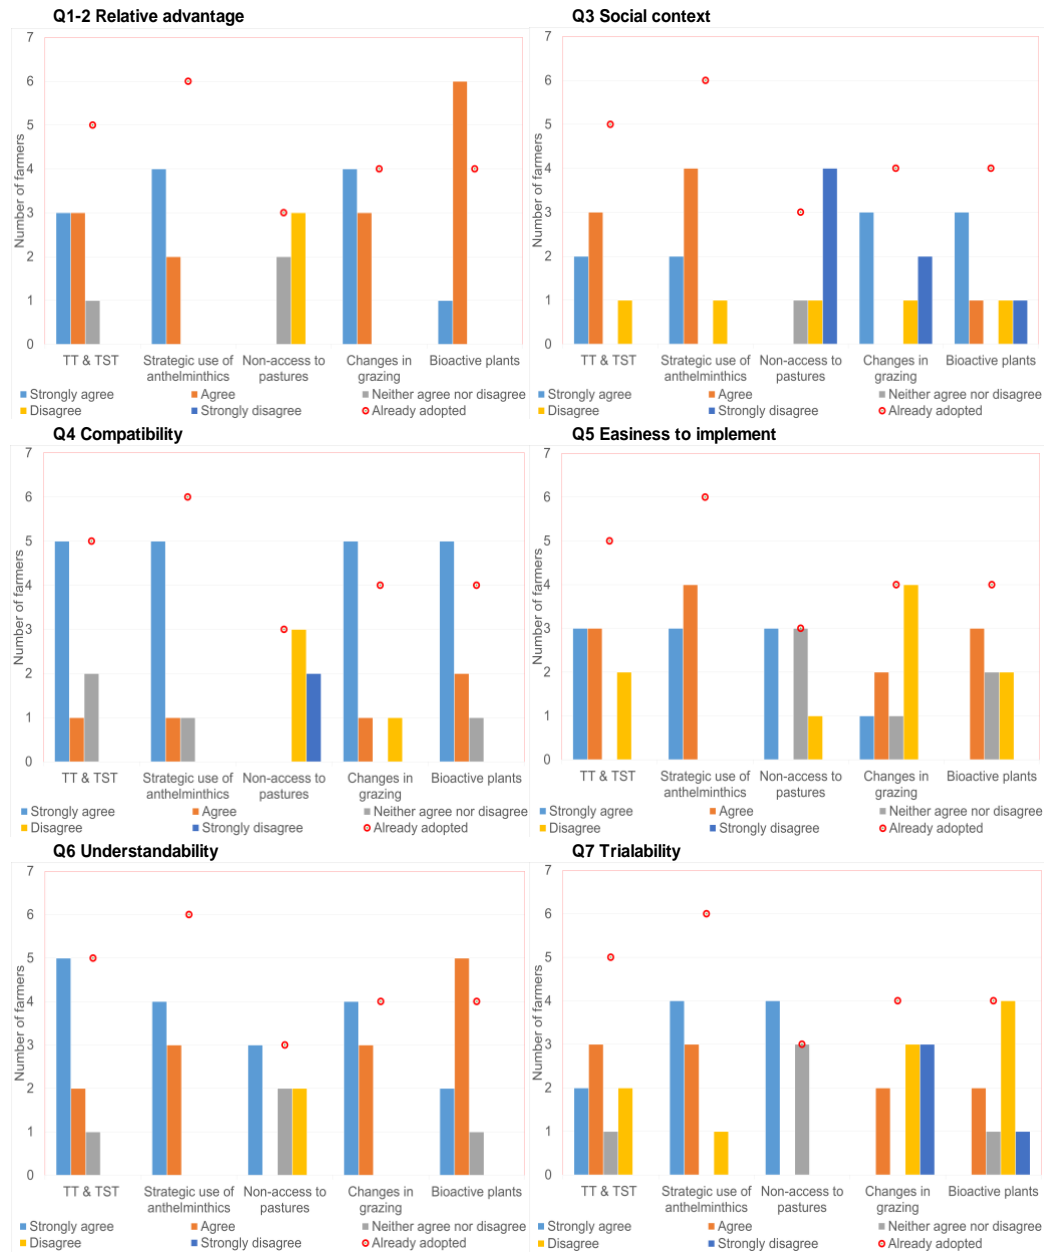 Q1-2 Relative advantage
7
6
5
4
3
2
1
0
Number of farmers
TT & TST
Strategic use of
anthelminthics
Non-access to
pastures
Changes in
grazing
Bioactive plants
Strongly agree
Agree
Neither agree nor disagree
Disagree
Strongly disagree
Already adopted
Q3 Social context
7
6
5
4
3
2
1
0
Number of farmers
TT & TST
Strategic use of
anthelminthics
Non-access to
pastures
Changes in
grazing
Bioactive plants
Strongly agree
Agree
Neither agree nor disagree
Disagree
Strongly disagree
Already adopted
Q4 Compatibility
7
6
5
4
3
2
1
0
Number of farmers
TT & TST
Strategic use of
anthelminthics
Non-access to
pastures
Changes in
grazing
Bioactive plants
Strongly agree
Agree
Neither agree nor disagree
Disagree
Strongly disagree
Already adopted
Q5 Easiness to implement
7
6
5
4
3
2
1
0
Number of farmers
TT & TST
Strategic use of
anthelminthics
Non-access to
pastures
Changes in
grazing
Bioactive plants
Strongly agree
Agree
Neither agree nor disagree
Disagree
Strongly disagree
Already adopted
Q6 Understandability
7
6
5
4
3
2
1
0
Number of farmers
TT & TST
Strategic use of
anthelminthics
Non-access to
pastures
Changes in
grazing
Bioactive plants
Strongly agree
Agree
Neither agree nor disagree
Disagree
Strongly disagree
Already adopted
Q7 Trialability
7
6
5
4
3
2
1
0
Number of farmers
TT & TST
Strategic use of
anthelminthics
Non-access to
pastures
Changes in
grazing
Bioactive plants
Strongly agree
Agree
Neither agree nor disagree
Disagree
Strongly disagree
Already adopted